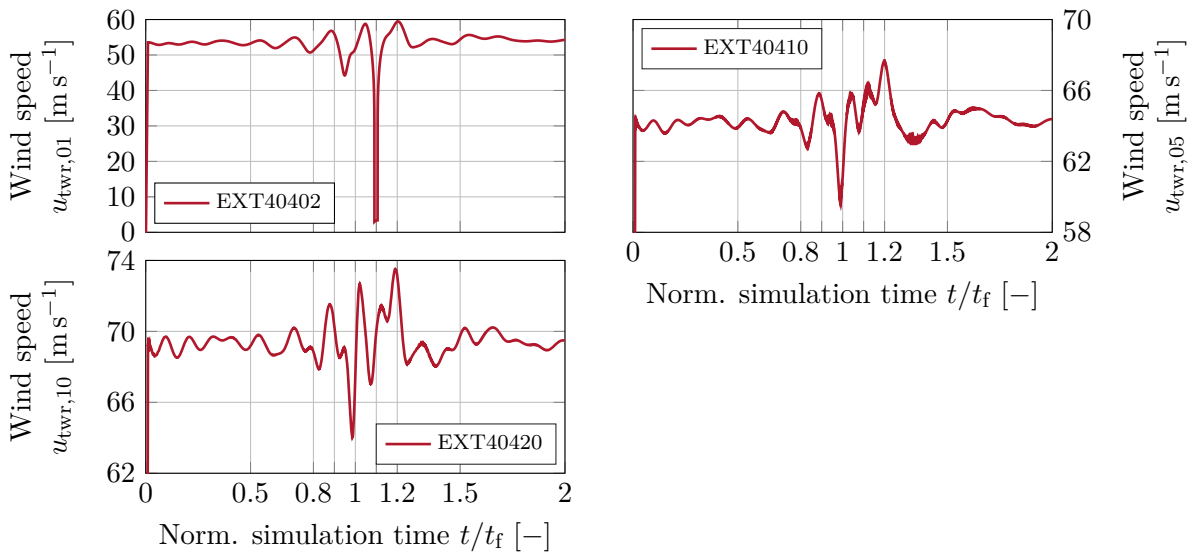 Wind speed
u_twr,01 [m s⁻¹]
60
50
40
30
20
10
0
EXT40402
70
66
62
58
EXT40410
Wind speed
u_twr,05 [m s⁻¹]
0 0.5 0.8 1 1.2 1.5 2
Norm. simulation time t/t_f [−]
Wind speed
u_twr,10 [m s⁻¹]
74
70
66
62
EXT40420
0 0.5 0.8 1 1.2 1.5 2
Norm. simulation time t/t_f [−]